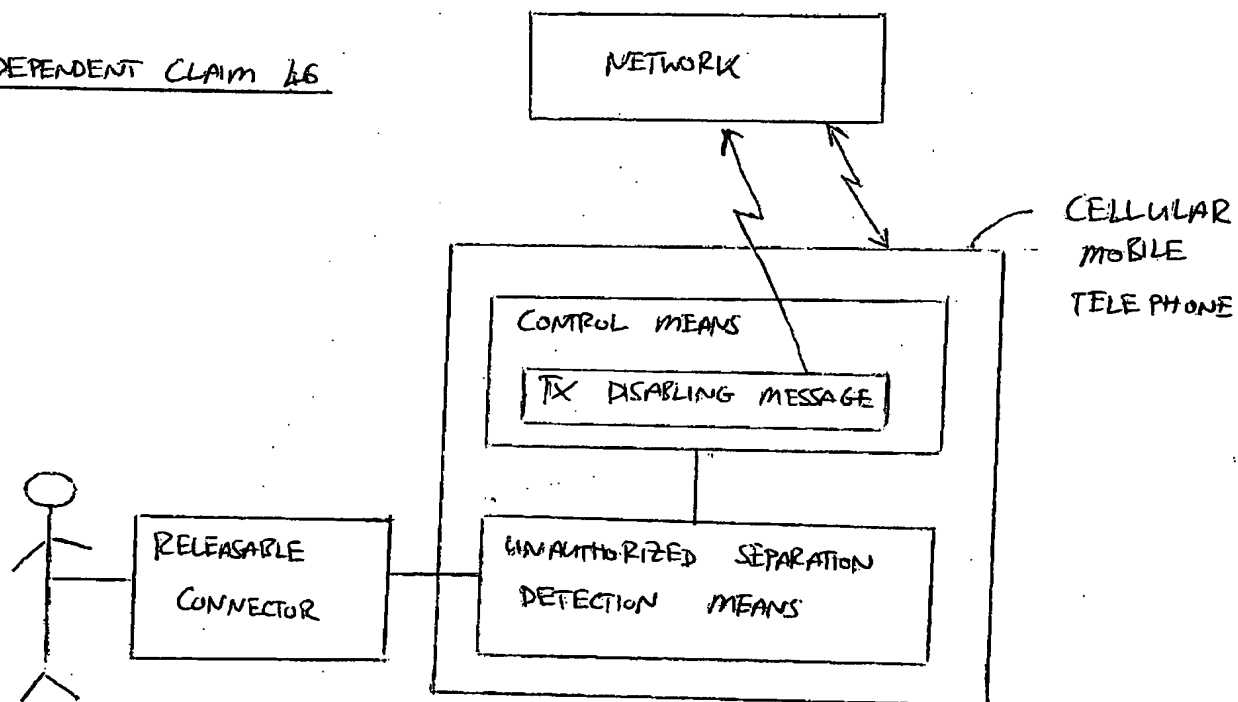 DEPENDENT CLAIM 46
NETWORK
CELLULAR
MOBILE
TELEPHONE
CONTROL MEANS
TX DISABLING MESSAGE
RELEASABLE
CONNECTOR
UNAUTHORIZED SEPARATION
DETECTION MEANS